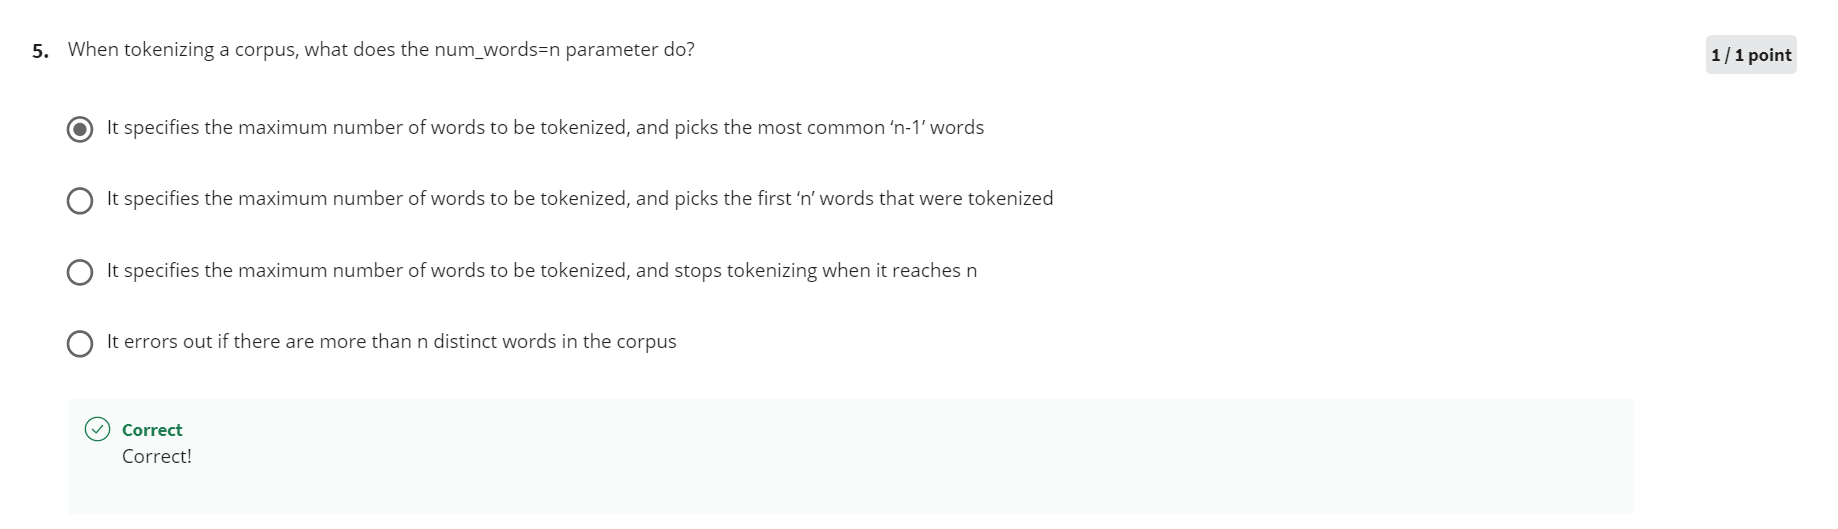 5. When tokenizing a corpus, what does the num_words=n parameter do?
1 / 1 point
It specifies the maximum number of words to be tokenized, and picks the most common ‘n-1’ words
It specifies the maximum number of words to be tokenized, and picks the first ‘n’ words that were tokenized
It specifies the maximum number of words to be tokenized, and stops tokenizing when it reaches n
It errors out if there are more than n distinct words in the corpus
Correct
Correct!